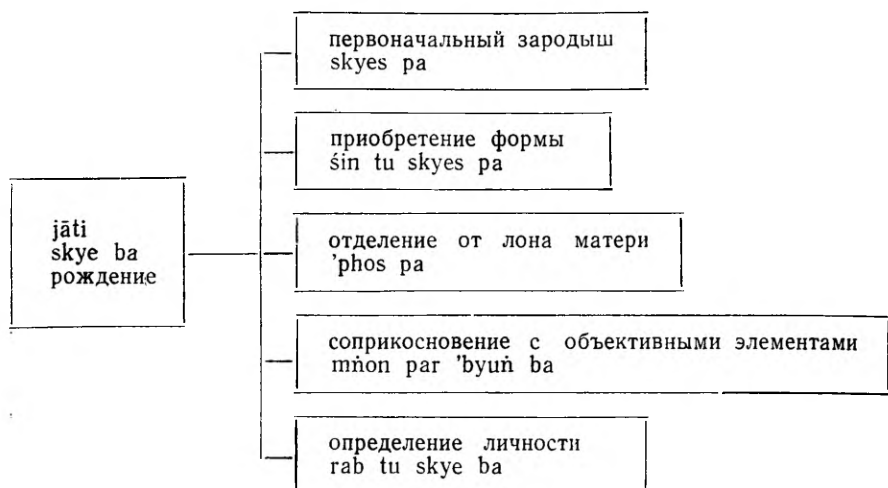 первоначальный зародыш
skyes pa
приобретение формы
śin tu skyes pa
jāti
skye ba
рождение
отделение от лона матери
'phos pa
соприкосновение с объективными элементами
mṅon par 'byuṅ ba
определение личности
rab tu skye ba